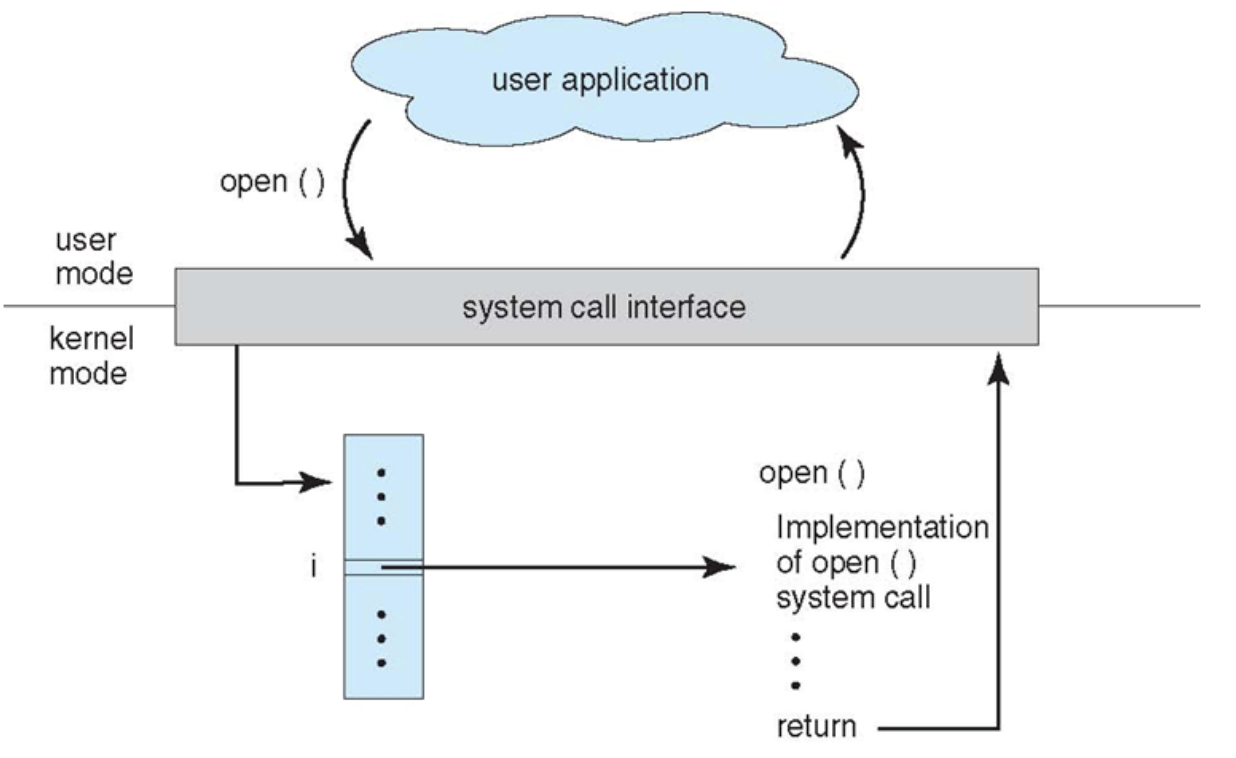 user application
open ( )
user
mode
system call interface
kernel
mode
open ( )
Implementation
of open ( )
system call
i
return